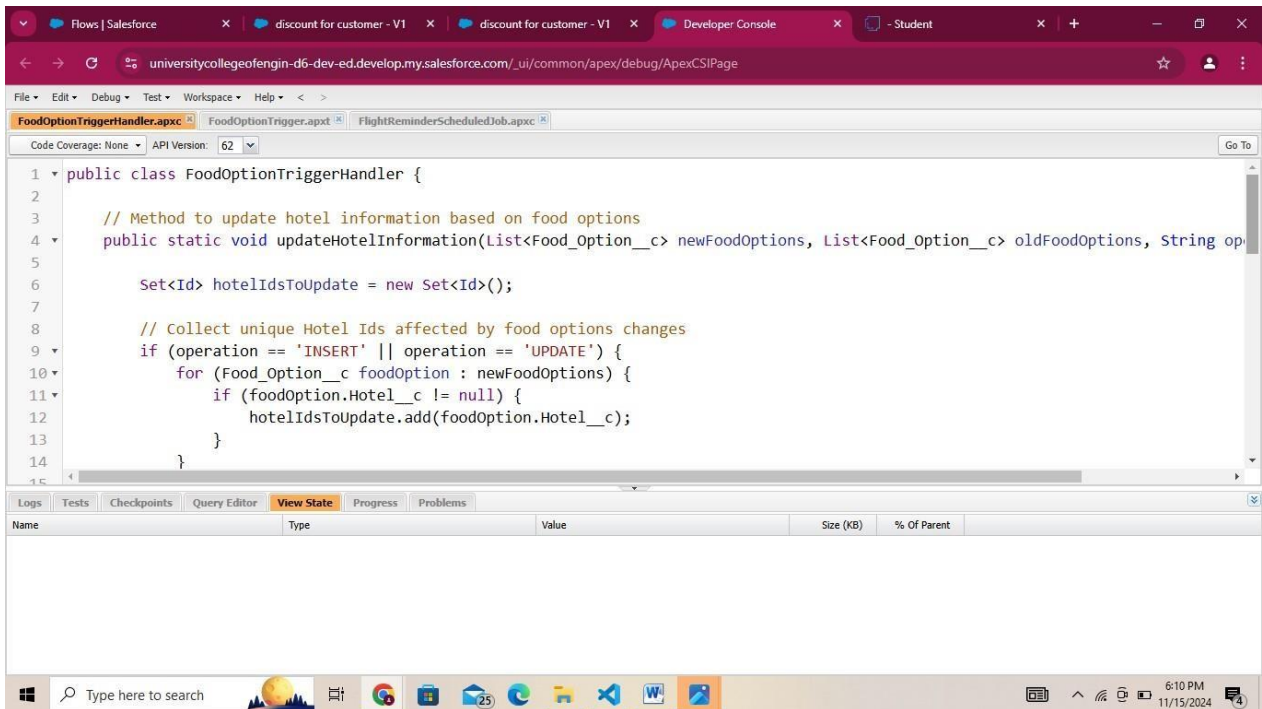 Flows | Salesforce
discount for customer - V1
discount for customer - V1
Developer Console
- Student
universitycollegeofengin-d6-dev-ed.develop.my.salesforce.com/_ui/common/apex/debug/ApexCSIPage
File Edit Debug Test Workspace Help < >
FoodOptionTriggerHandler.apxc FoodOptionTrigger.apxt FlightReminderScheduledJob.apxc
Code Coverage: None API Version: 62 Go To
1 public class FoodOptionTriggerHandler {
2
3 // Method to update hotel information based on food options
4 public static void updateHotelInformation(List<Food_Option__c> newFoodOptions, List<Food_Option__c> oldFoodOptions, String op
5
6 Set<Id> hotelIdsToUpdate = new Set<Id>();
7
8 // Collect unique Hotel Ids affected by food options changes
9 if (operation == 'INSERT' || operation == 'UPDATE') {
10 for (Food_Option__c foodOption : newFoodOptions) {
11 if (foodOption.Hotel__c != null) {
12 hotelIdsToUpdate.add(foodOption.Hotel__c);
13 }
14 }
15
Logs Tests Checkpoints Query Editor View State Progress Problems
Name Type Value Size (KB) % Of Parent
Type here to search
25
6:10 PM
11/15/2024
4